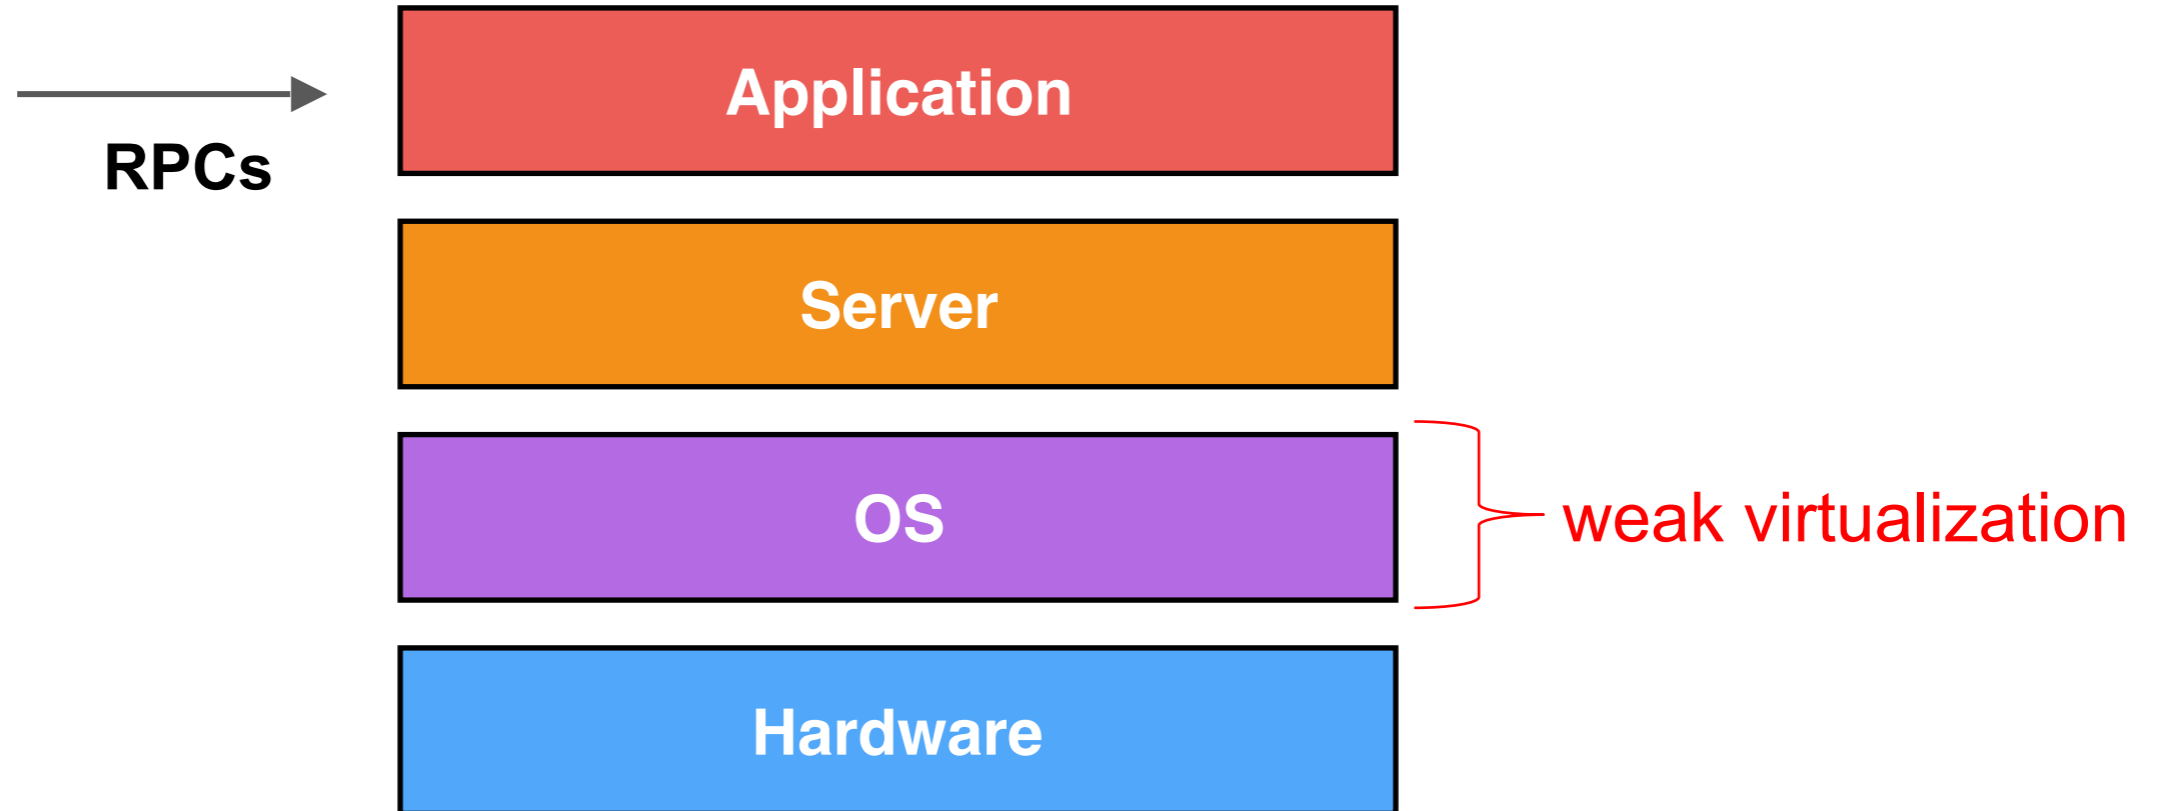 Application
RPCs
Server
OS
weak virtualization
Hardware